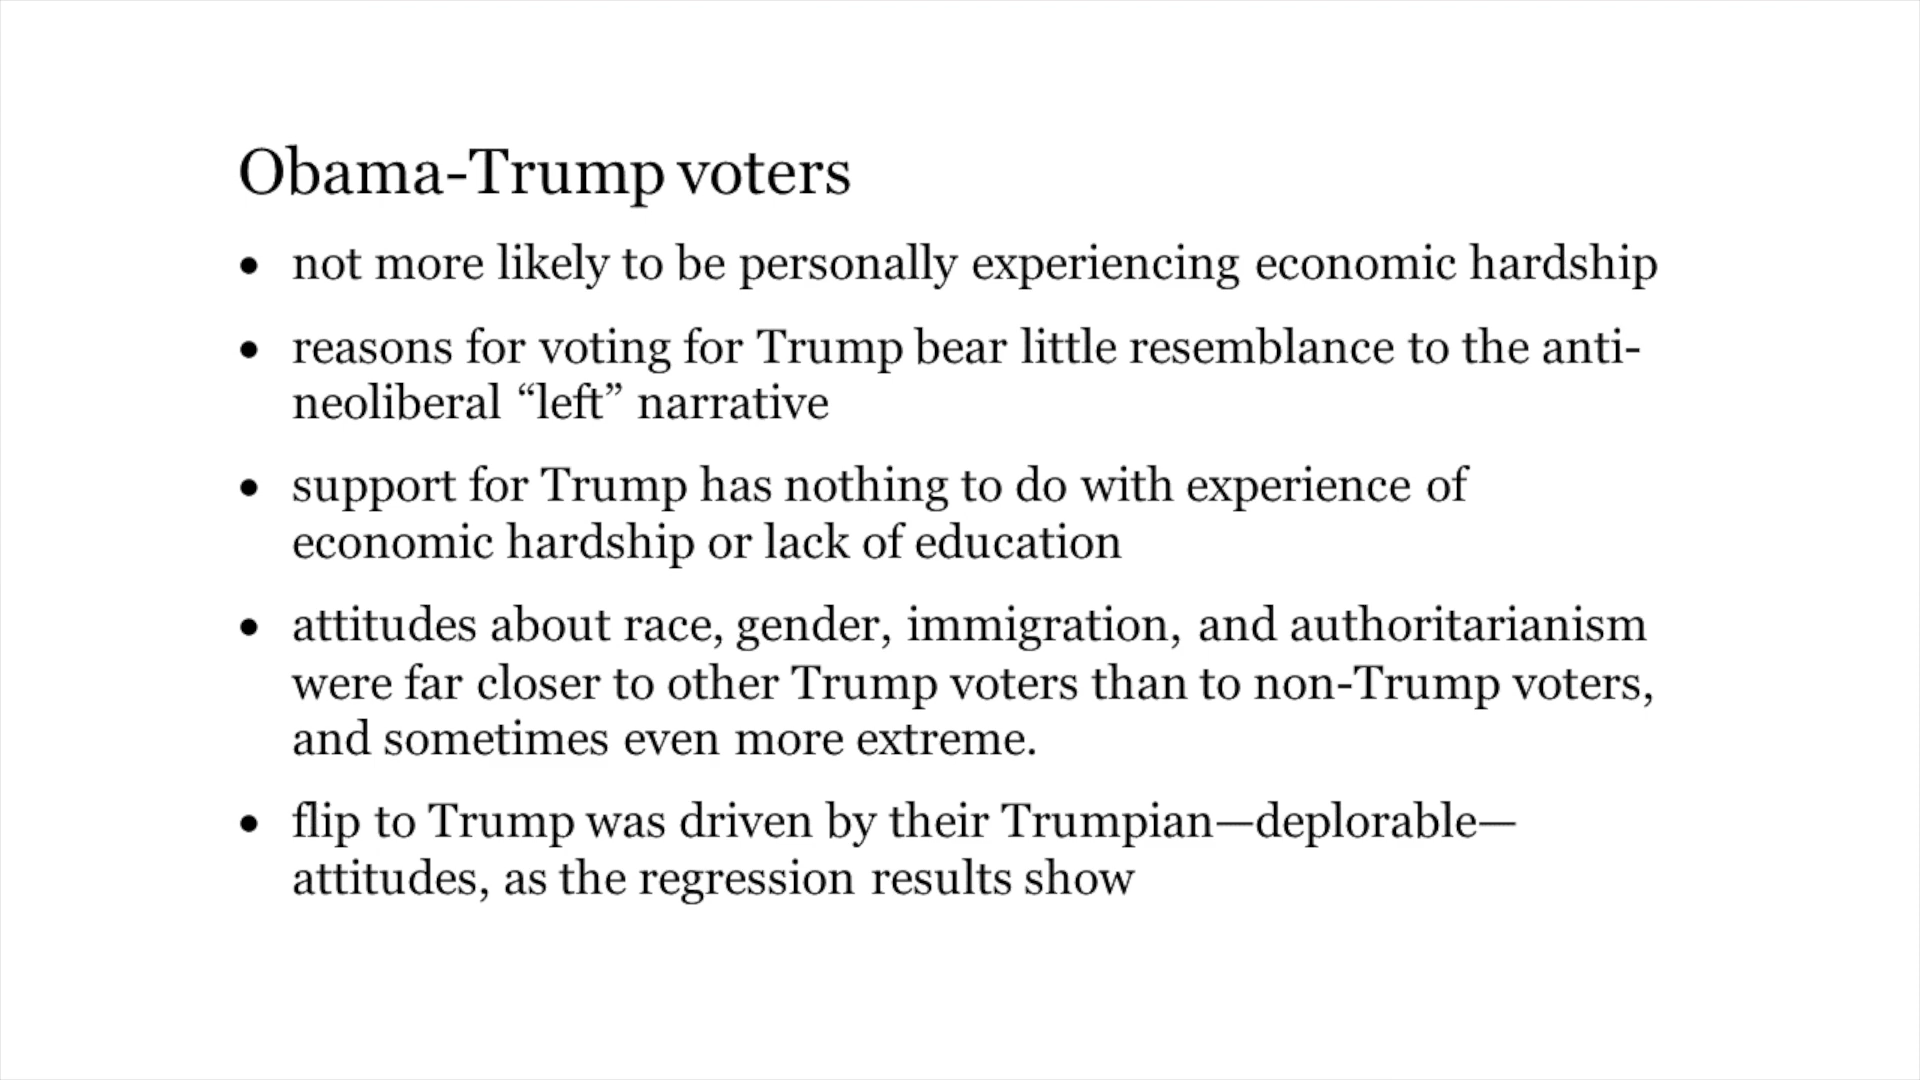 Obama-Trump voters
• not more likely to be personally experiencing economic hardship
• reasons for voting for Trump bear little resemblance to the anti-
neoliberal “left” narrative
• support for Trump has nothing to do with experience of
economic hardship or lack of education
• attitudes about race, gender, immigration, and authoritarianism
were far closer to other Trump voters than to non-Trump voters,
and sometimes even more extreme.
• flip to Trump was driven by their Trumpian—deplorable—
attitudes, as the regression results show